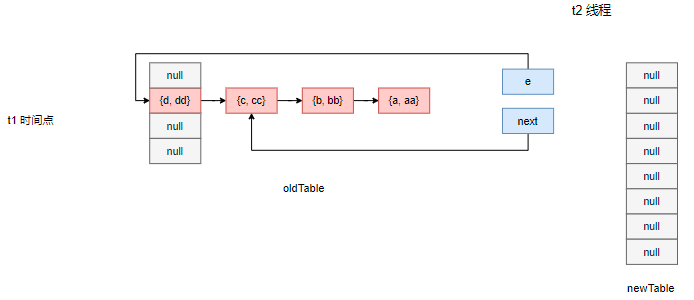 t2 线程
null
e
null
{d, dd}
{c, cc}
{b, bb}
{a, aa}
null
t1 时间点
null
next
null
null
null
oldTable
null
null
null
null
newTable